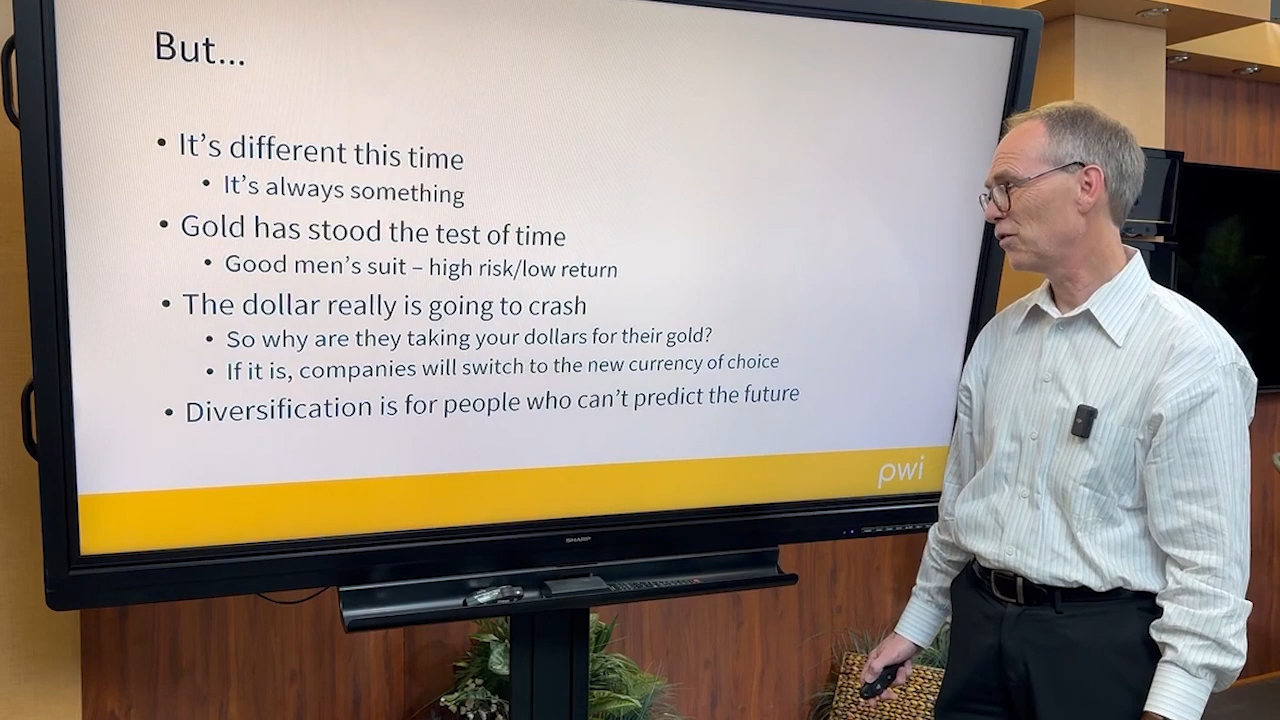 But...
• It’s different this time
• It’s always something
• Gold has stood the test of time
• Good men’s suit – high risk/low return
• The dollar really is going to crash
• So why are they taking your dollars for their gold?
• If it is, companies will switch to the new currency of choice
• Diversification is for people who can’t predict the future
pwi
SHARP